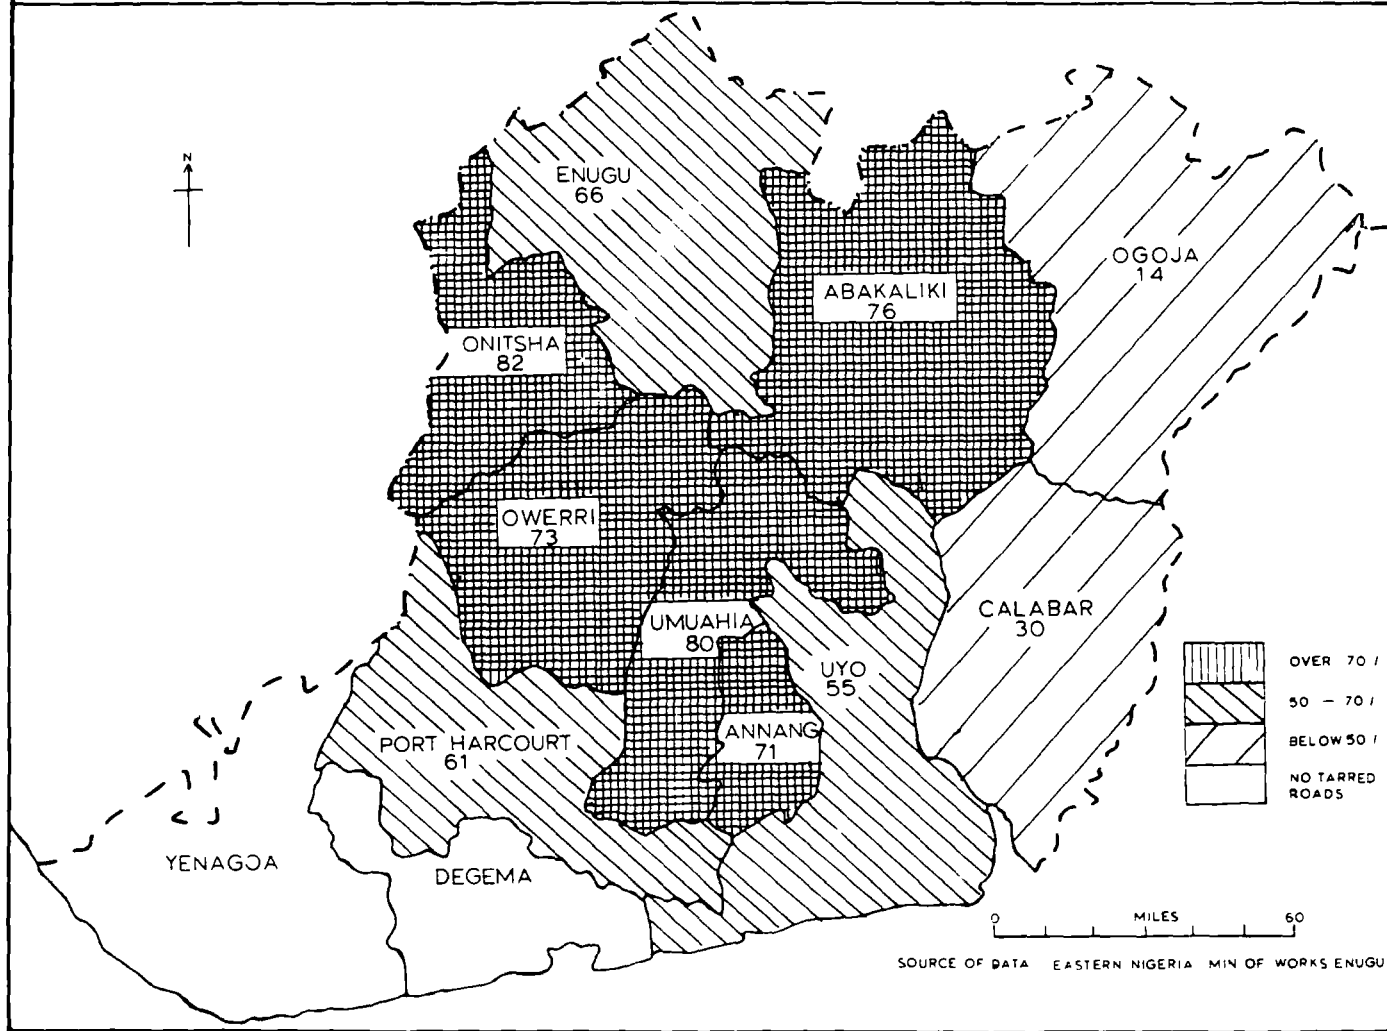 N
ENUGU
66
OGOJA
14
ABAKALIKI
76
ONITSHA
82
OWERRI
73
CALABAR
30
UMUAHIA
80
UYO
55
ANNANG
71
PORT HARCOURT
61
YENAGOA
DEGEMA
OVER 70 /
50 — 70 /
BELOW 50 /
NO TARRED
ROADS
0 MILES 60
SOURCE OF DATA EASTERN NIGERIA MIN OF WORKS ENUGU